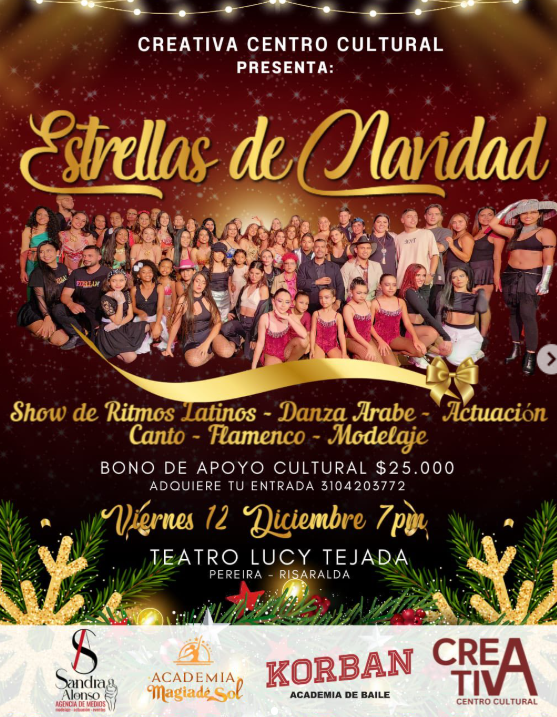 CREATIVA CENTRO CULTURAL
PRESENTA:
Estrellas de Navidad
Show de Ritmos Latinos - Danza Arabe - Actuación
Canto - Flamenco - Modelaje
BONO DE APOYO CULTURAL $25.000
ADQUIERE TU ENTRADA 3104203772
Viernes 12 Diciembre 7pm
TEATRO LUCY TEJADA
PEREIRA - RISARALDA
Sandra
Alonso
AGENCIA DE MEDIOS
ACADEMIA
Magia de Sol
KORBAN
ACADEMIA DE BAILE
CREA
TIVA
CENTRO CULTURAL